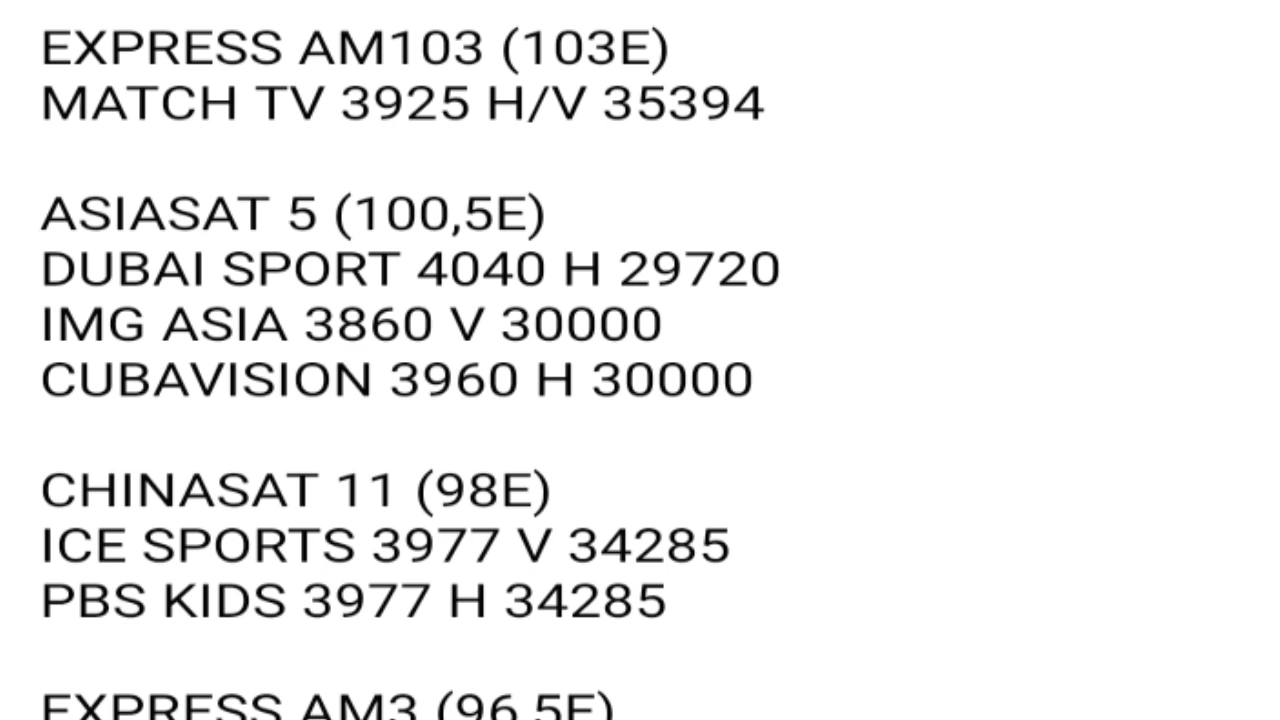 EXPRESS AM103 (103E)
MATCH TV 3925 H/V 35394
ASIASAT 5 (100,5E)
DUBAI SPORT 4040 H 29720
IMG ASIA 3860 V 30000
CUBAVISION 3960 H 30000
CHINASAT 11 (98E)
ICE SPORTS 3977 V 34285
PBS KIDS 3977 H 34285
EXPRESS AM3 (96,5E)